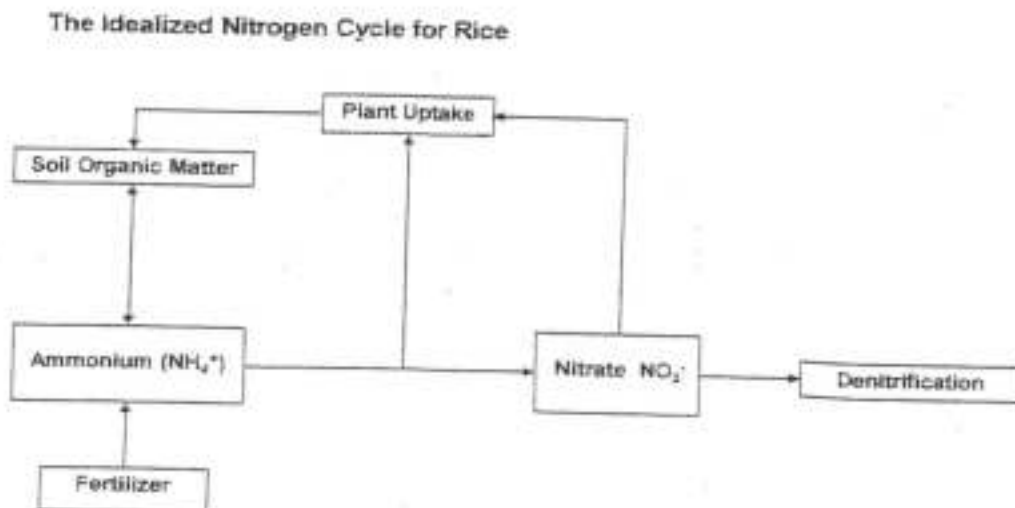 The Idealized Nitrogen Cycle for Rice
Plant Uptake
Soil Organic Matter
Ammonium (NH₄⁺)
Nitrate NO₃⁻
Denitrification
Fertilizer